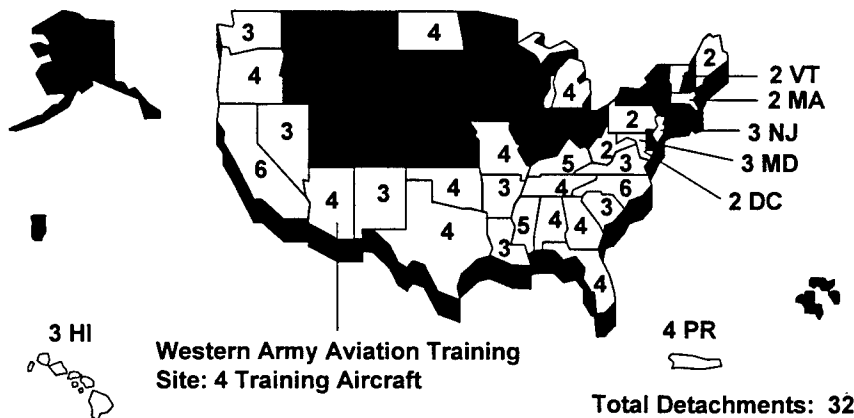 3
4
2
4
4
2 VT
2 MA
3
2
3 NJ
6
4
5
2
3
3 MD
4
3
4
3
4
6
2 DC
3
4
5
4
4
3
4
3 HI
4 PR
Western Army Aviation Training
Site: 4 Training Aircraft
Total Detachments: 32